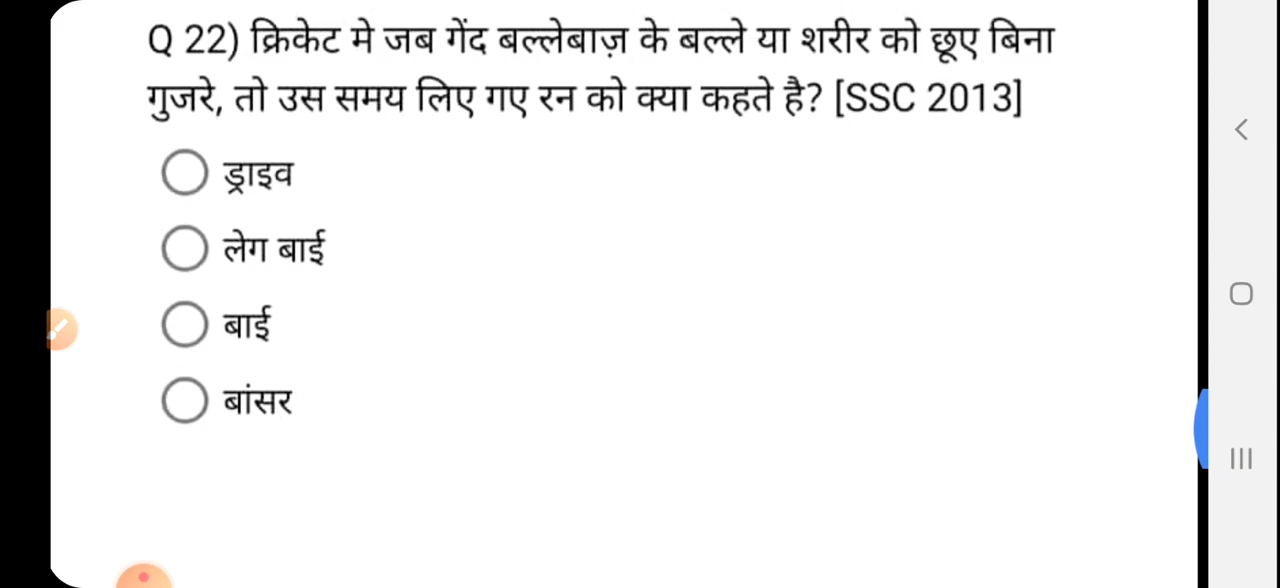 Q 22) क्रिकेट मे जब गेंद बल्लेबाज़ के बल्ले या शरीर को छूए बिना
गुजरे, तो उस समय लिए गए रन को क्या कहते है? [SSC 2013]
ड्राइव
लेग बाई
बाई
बांसर